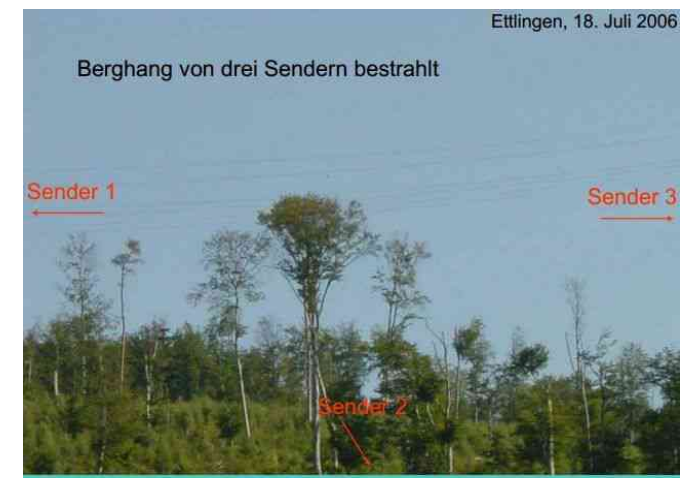 Ettlingen, 18. Juli 2006
Berghang von drei Sendern bestrahlt
Sender 1
Sender 3
Sender 2